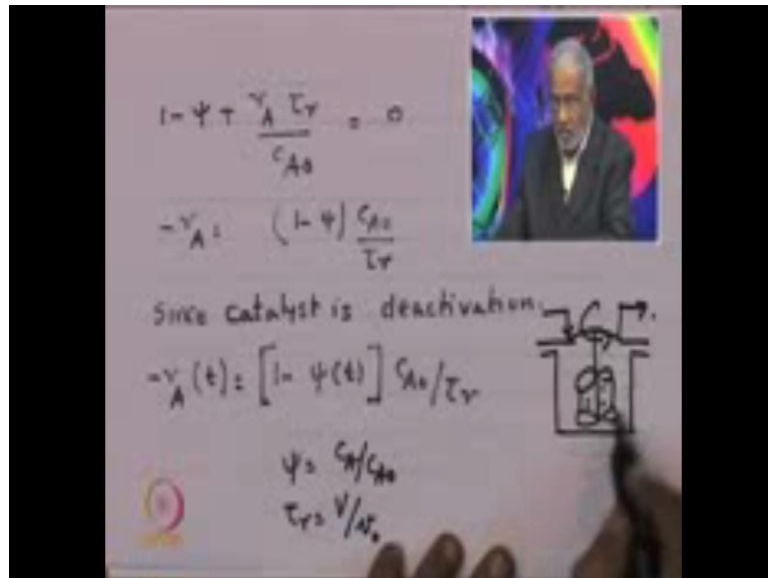 1 - ψ + r_A τ_r / C_A0 = 0
-r_A = (1 - ψ) C_A0 / τ_r
Since catalyst is deactivation.
-r_A(t) = [1 - ψ(t)] C_A0/τ_r
ψ = C_A/C_A0
τ_r = V/v_0